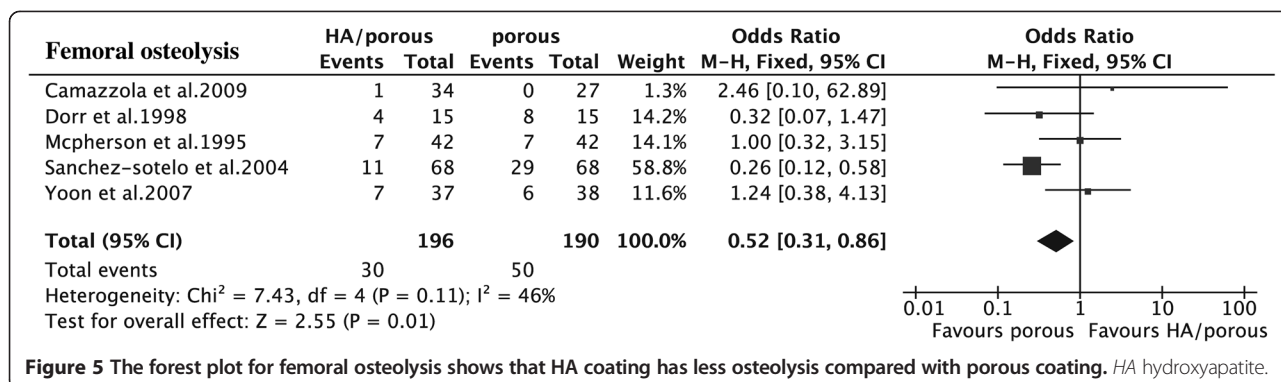 Femoral osteolysis HA/porous porous Odds Ratio Odds Ratio
Events Total Events Total Weight M-H, Fixed, 95% CI M-H, Fixed, 95% CI
Camazzola et al.2009 1 34 0 27 1.3% 2.46 [0.10, 62.89]
Dorr et al.1998 4 15 8 15 14.2% 0.32 [0.07, 1.47]
Mcpherson et al.1995 7 42 7 42 14.1% 1.00 [0.32, 3.15]
Sanchez-sotelo et al.2004 11 68 29 68 58.8% 0.26 [0.12, 0.58]
Yoon et al.2007 7 37 6 38 11.6% 1.24 [0.38, 4.13]
Total (95% CI) 196 190 100.0% 0.52 [0.31, 0.86]
Total events 30 50
Heterogeneity: Chi² = 7.43, df = 4 (P = 0.11); I² = 46%
Test for overall effect: Z = 2.55 (P = 0.01)
0.01 0.1 1 10 100
Favours porous Favours HA/porous
Figure 5 The forest plot for femoral osteolysis shows that HA coating has less osteolysis compared with porous coating. HA hydroxyapatite.